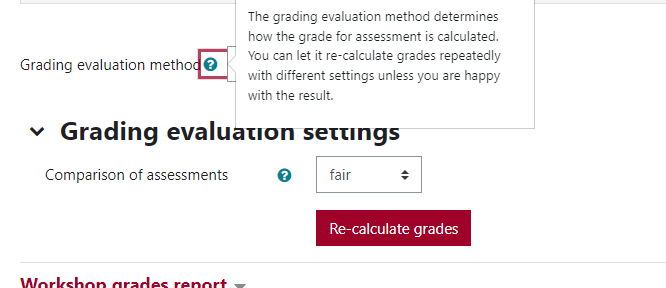 The grading evaluation method determines
how the grade for assessment is calculated.
Grading evaluation method
You can let it re-calculate grades repeatedly
with different settings unless you are happy
with the result.
Grading evaluation settings
Comparison of assessments
fair
Re-calculate grades
Workshop grades report